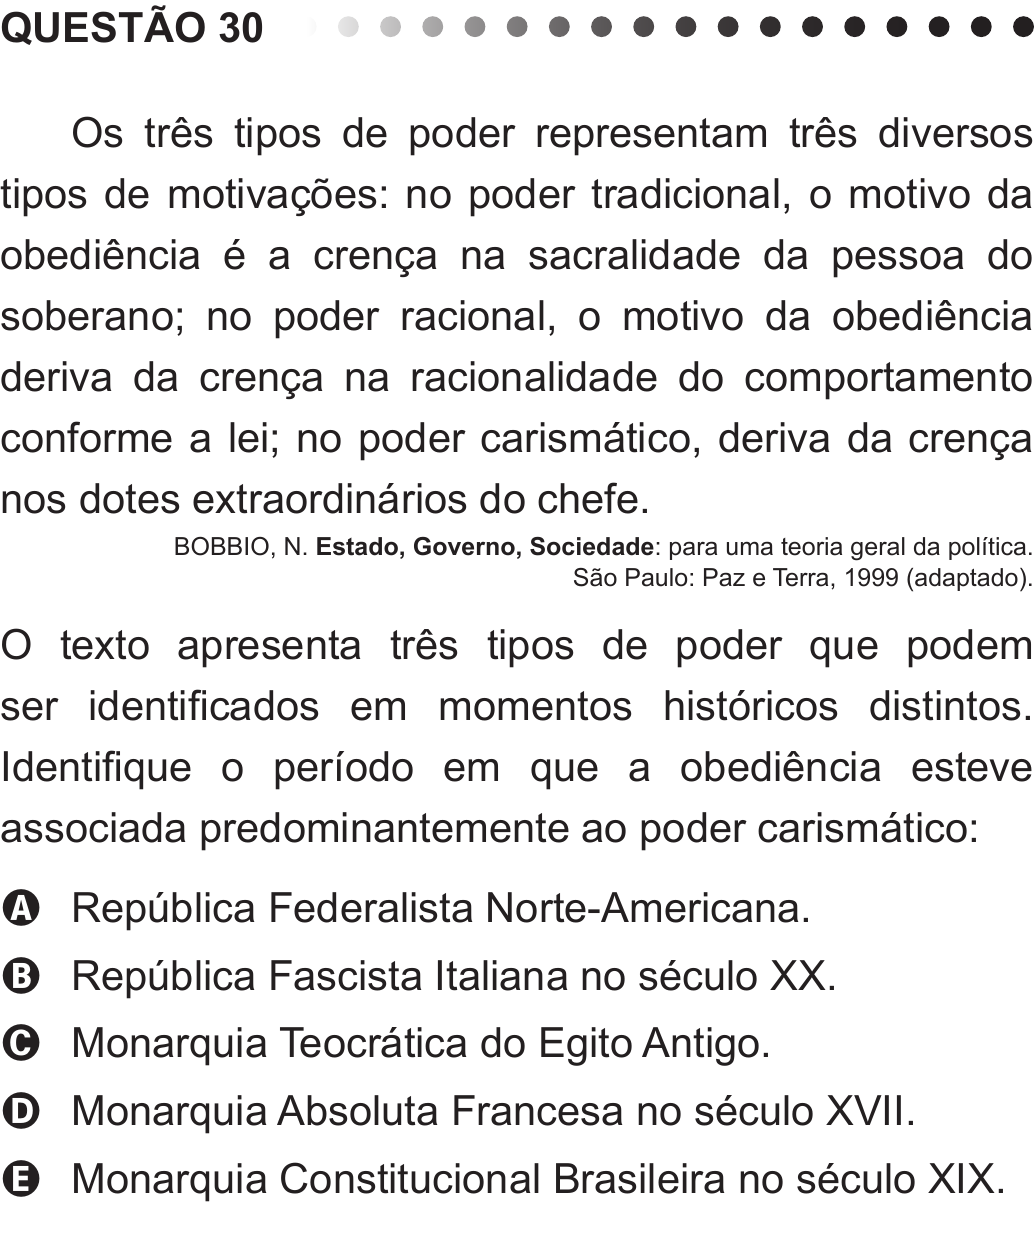 QUESTÃO 30
Os três tipos de poder representam três diversos
tipos de motivações: no poder tradicional, o motivo da
obediência é a crença na sacralidade da pessoa do
soberano; no poder racional, o motivo da obediência
deriva da crença na racionalidade do comportamento
conforme a lei; no poder carismático, deriva da crença
nos dotes extraordinários do chefe.
BOBBIO, N. Estado, Governo, Sociedade: para uma teoria geral da política.
São Paulo: Paz e Terra, 1999 (adaptado).
O texto apresenta três tipos de poder que podem
ser identificados em momentos históricos distintos.
Identifique o período em que a obediência esteve
associada predominantemente ao poder carismático:
A República Federalista Norte-Americana.
B República Fascista Italiana no século XX.
C Monarquia Teocrática do Egito Antigo.
D Monarquia Absoluta Francesa no século XVII.
E Monarquia Constitucional Brasileira no século XIX.